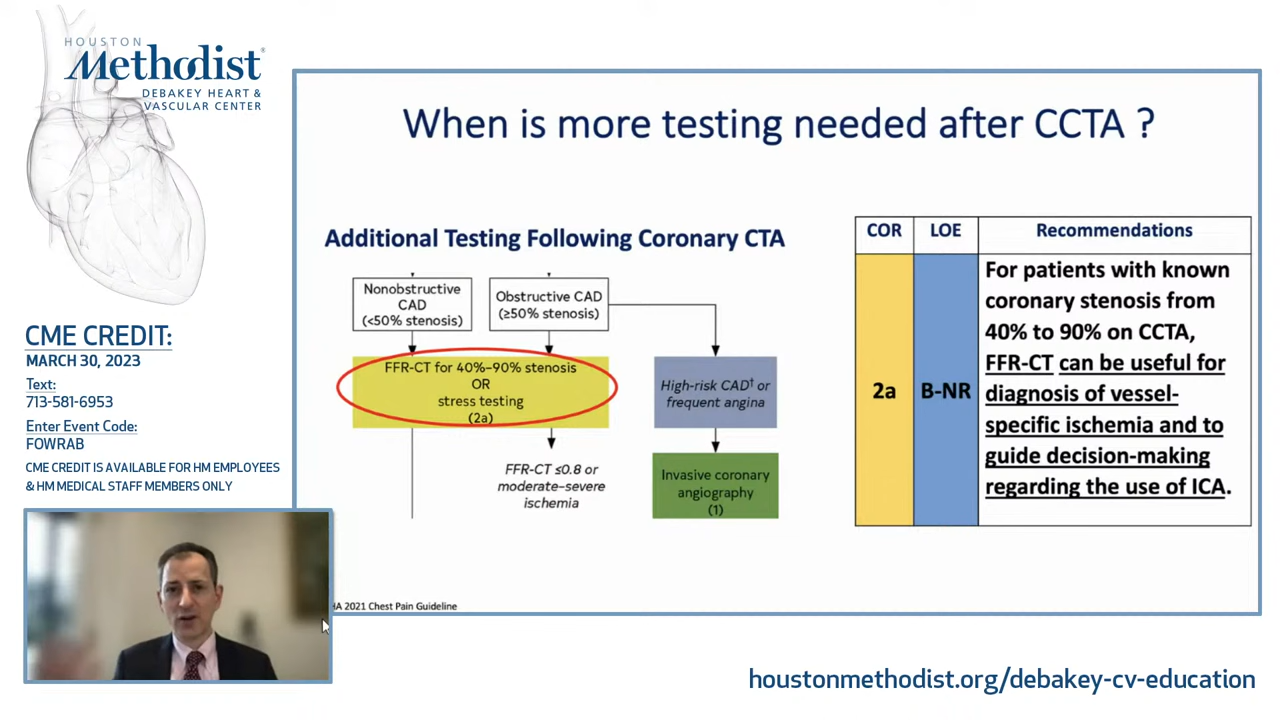 HOUSTON
Methodist®
DEBAKEY HEART &
VASCULAR CENTER
CME CREDIT:
MARCH 30, 2023
Text:
713-581-6953
Enter Event Code:
FOWRAB
CME CREDIT IS AVAILABLE FOR HM EMPLOYEES
& HM MEDICAL STAFF MEMBERS ONLY
When is more testing needed after CCTA ?
Additional Testing Following Coronary CTA
Nonobstructive
CAD
(<50% stenosis)
Obstructive CAD
(≥50% stenosis)
FFR-CT for 40%–90% stenosis
OR
stress testing
(2a)
High-risk CAD† or
frequent angina
FFR-CT ≤0.8 or
moderate–severe
ischemia
Invasive coronary
angiography
(1)
COR LOE Recommendations
2a B-NR
For patients with known
coronary stenosis from
40% to 90% on CCTA,
FFR-CT can be useful for
diagnosis of vessel-
specific ischemia and to
guide decision-making
regarding the use of ICA.
2021 Chest Pain Guideline
houstonmethodist.org/debakey-cv-education